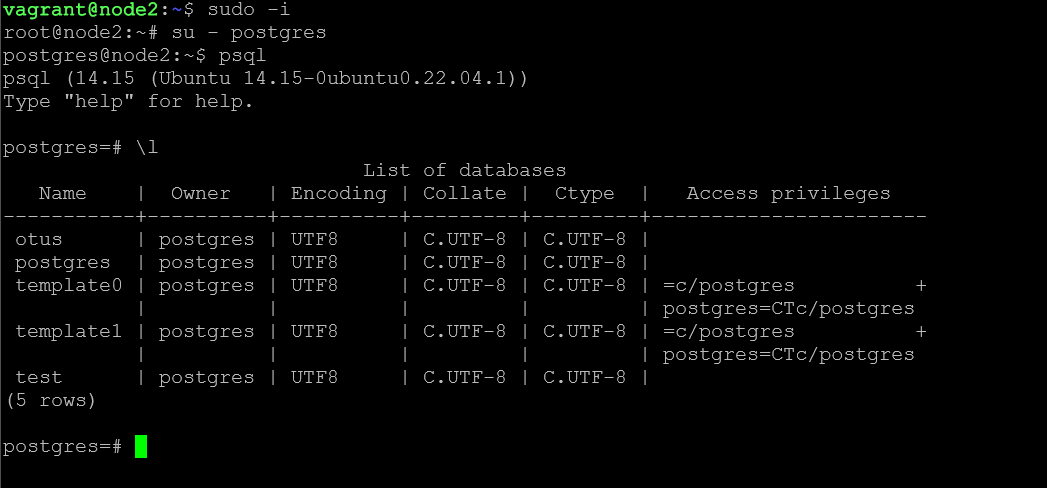 vagrant@node2:~$ sudo -i
root@node2:~# su - postgres
postgres@node2:~$ psql
psql (14.15 (Ubuntu 14.15-0ubuntu0.22.04.1))
Type "help" for help.

postgres=# \l
                              List of databases
   Name    |  Owner   | Encoding | Collate |  Ctype  |   Access privileges
-----------+----------+----------+---------+---------+-----------------------
 otus      | postgres | UTF8     | C.UTF-8 | C.UTF-8 |
 postgres  | postgres | UTF8     | C.UTF-8 | C.UTF-8 |
 template0 | postgres | UTF8     | C.UTF-8 | C.UTF-8 | =c/postgres          +
           |          |          |         |         | postgres=CTc/postgres
 template1 | postgres | UTF8     | C.UTF-8 | C.UTF-8 | =c/postgres          +
           |          |          |         |         | postgres=CTc/postgres
 test      | postgres | UTF8     | C.UTF-8 | C.UTF-8 |
(5 rows)

postgres=#